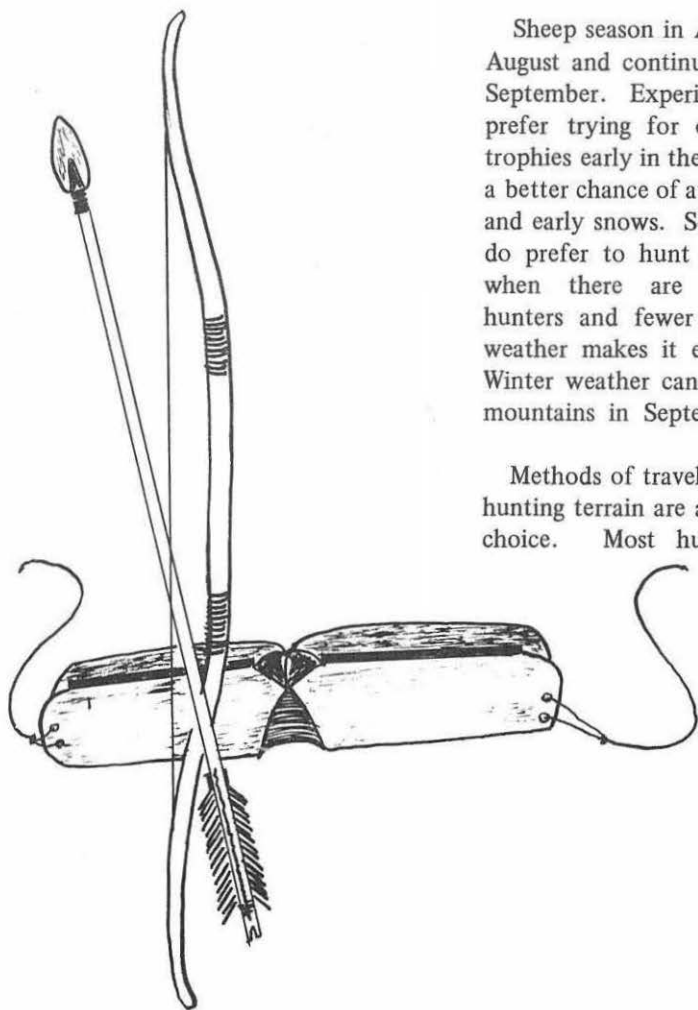 Sheep season in
August and continu
September. Experi
prefer trying for
trophies early in the
a better chance of a
and early snows. S
do prefer to hunt
when there are
hunters and fewer
weather makes it e
Winter weather can
mountains in Septe
Methods of travel
hunting terrain are a
choice. Most hu